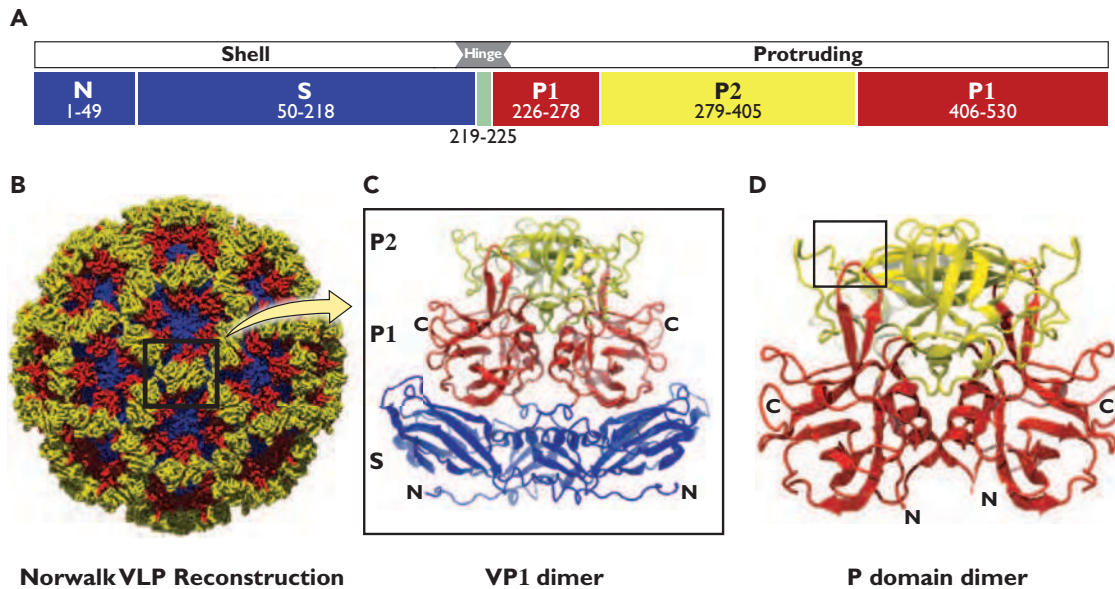 A
Shell
Hinge
Protruding
N
1-49
S
50-218
219-225
P1
226-278
P2
279-405
P1
406-530
B
C
D
P2
P1
S
C
C
N
N
C
C
N
N
Norwalk VLP Reconstruction
VP1 dimer
P domain dimer